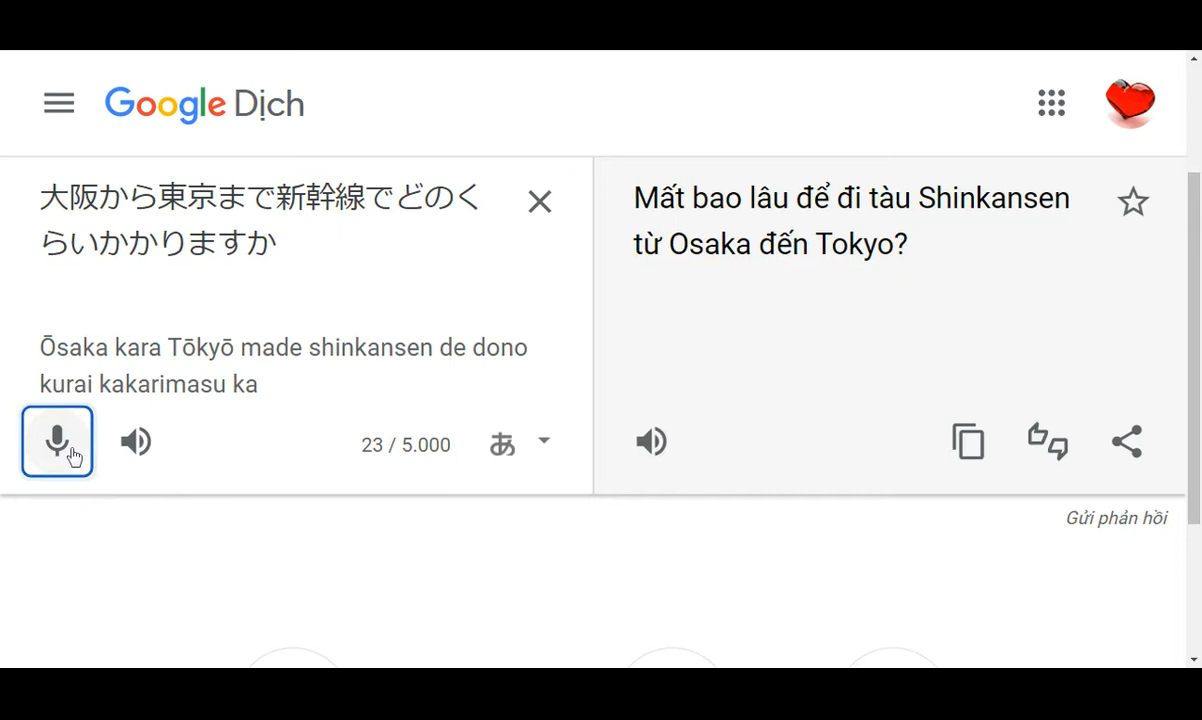 Google Dịch
大阪から東京まで新幹線でどのく
らいかかりますか
Ōsaka kara Tōkyō made shinkansen de dono
kurai kakarimasu ka
23 / 5.000
あ
Mất bao lâu để đi tàu Shinkansen
từ Osaka đến Tokyo?
Gửi phản hồi